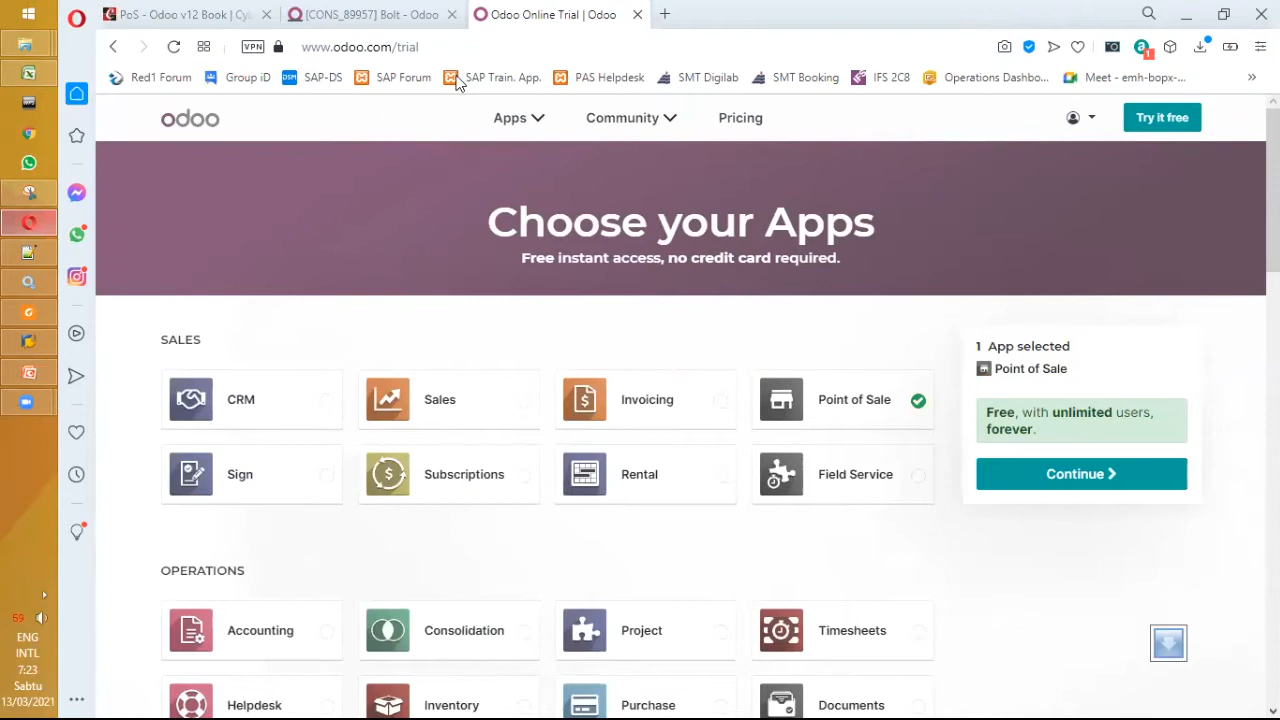 PoS - Odoo v12 Book | Cyb
[CONS_89957] Bolt - Odoo
Odoo Online Trial | Odoo
VPN
www.odoo.com/trial
1
Red1 Forum
Group iD
DSM
SAP-DS
SAP Forum
SAP Train. App.
PAS Helpdesk
SMT Digilab
SMT Booking
IFS 2C8
Operations Dashbo...
Meet - emh-bopx-...
odoo
Apps
Community
Pricing
Try it free
Choose your Apps
Free instant access, no credit card required.
SALES
CRM
Sales
Invoicing
Point of Sale
Sign
Subscriptions
Rental
Field Service
1 App selected
Point of Sale
Free, with unlimited users,
forever.
Continue
OPERATIONS
Accounting
Consolidation
Project
Timesheets
Helpdesk
Inventory
Purchase
Documents
59
ENG
INTL
7:23
Sabtu
13/03/2021